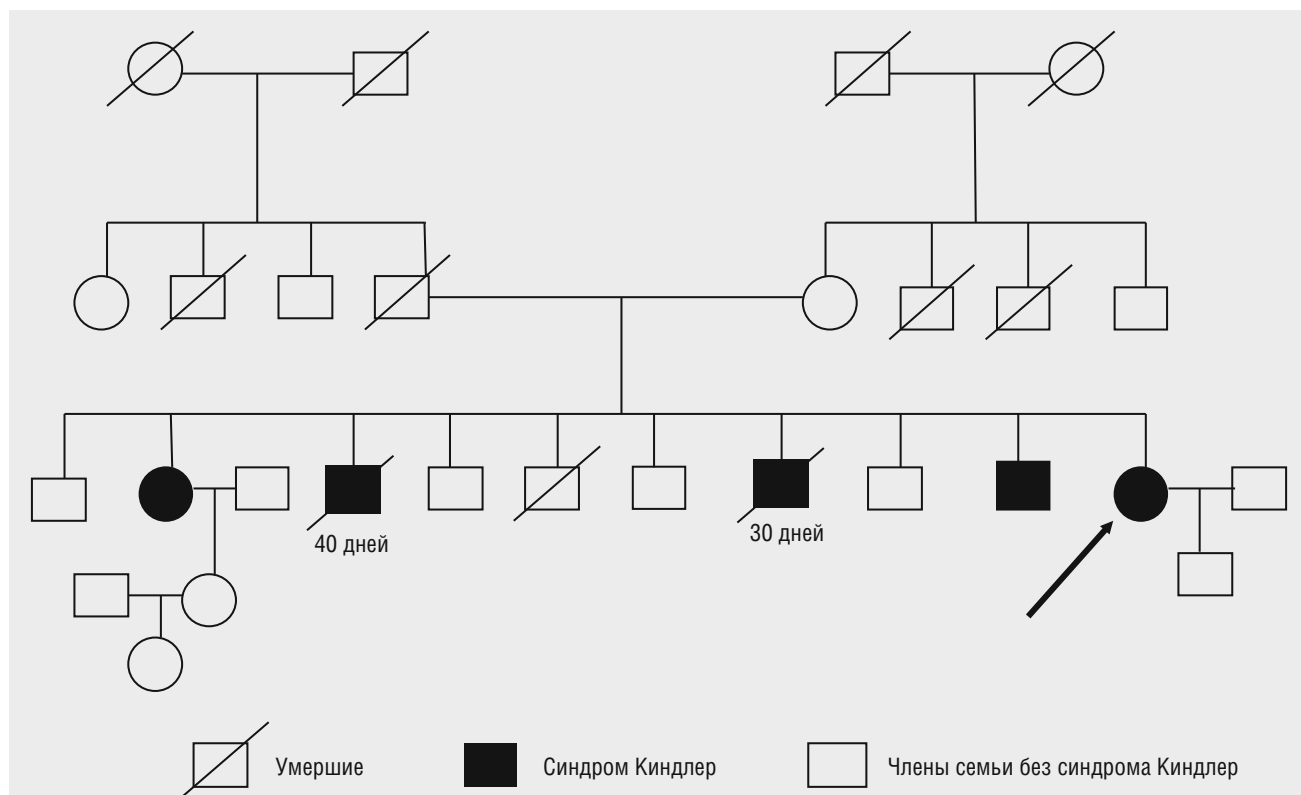 40 дней
30 дней
Умершие
Синдром Киндлер
Члены семьи без синдрома Киндлер